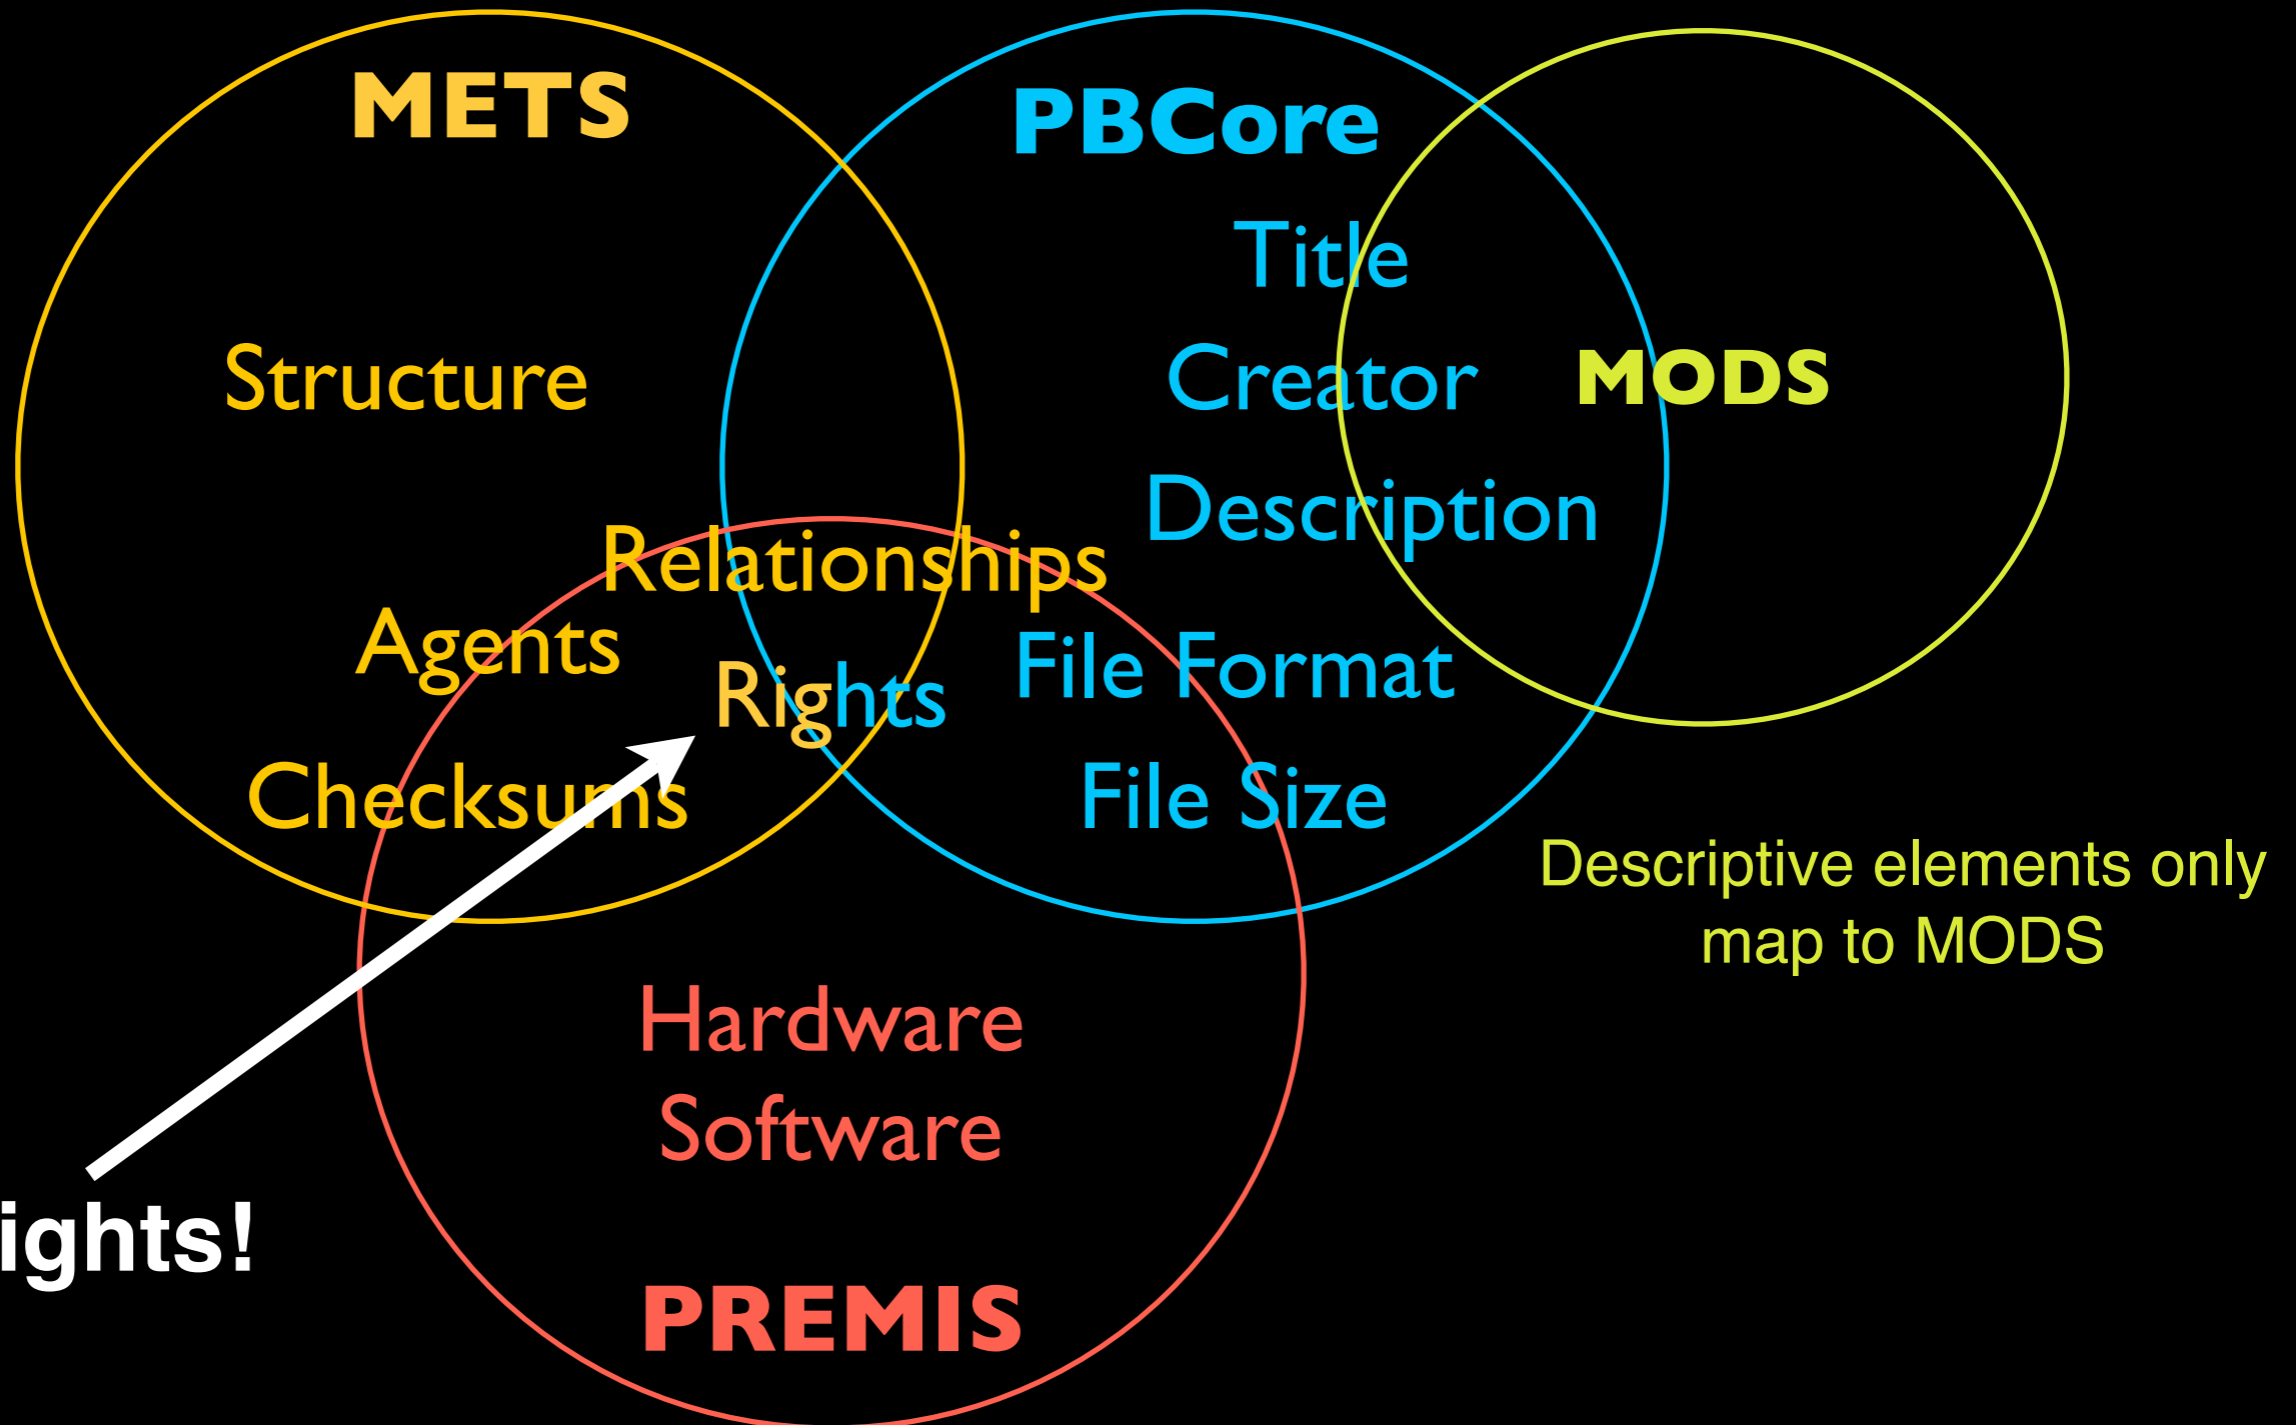 METS
PBCore
Title
Structure
Creator
MODS
Description
Relationships
Agents
Rights
File Format
Checksums
File Size
Descriptive elements only
map to MODS
Hardware
Software
ights!
PREMIS